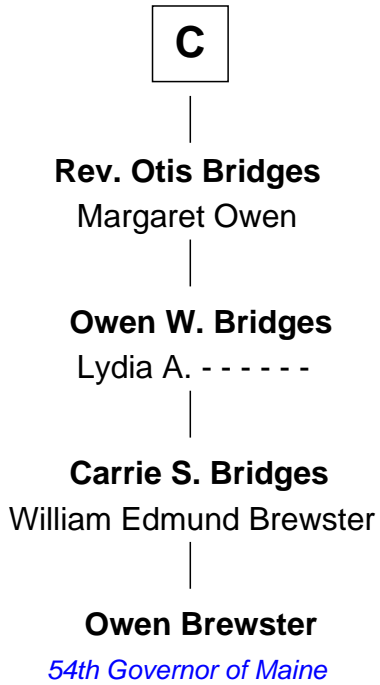 C
Rev. Otis Bridges
Margaret Owen
Owen W. Bridges
Lydia A. - - - - - -
Carrie S. Bridges
William Edmund Brewster
Owen Brewster
54th Governor of Maine